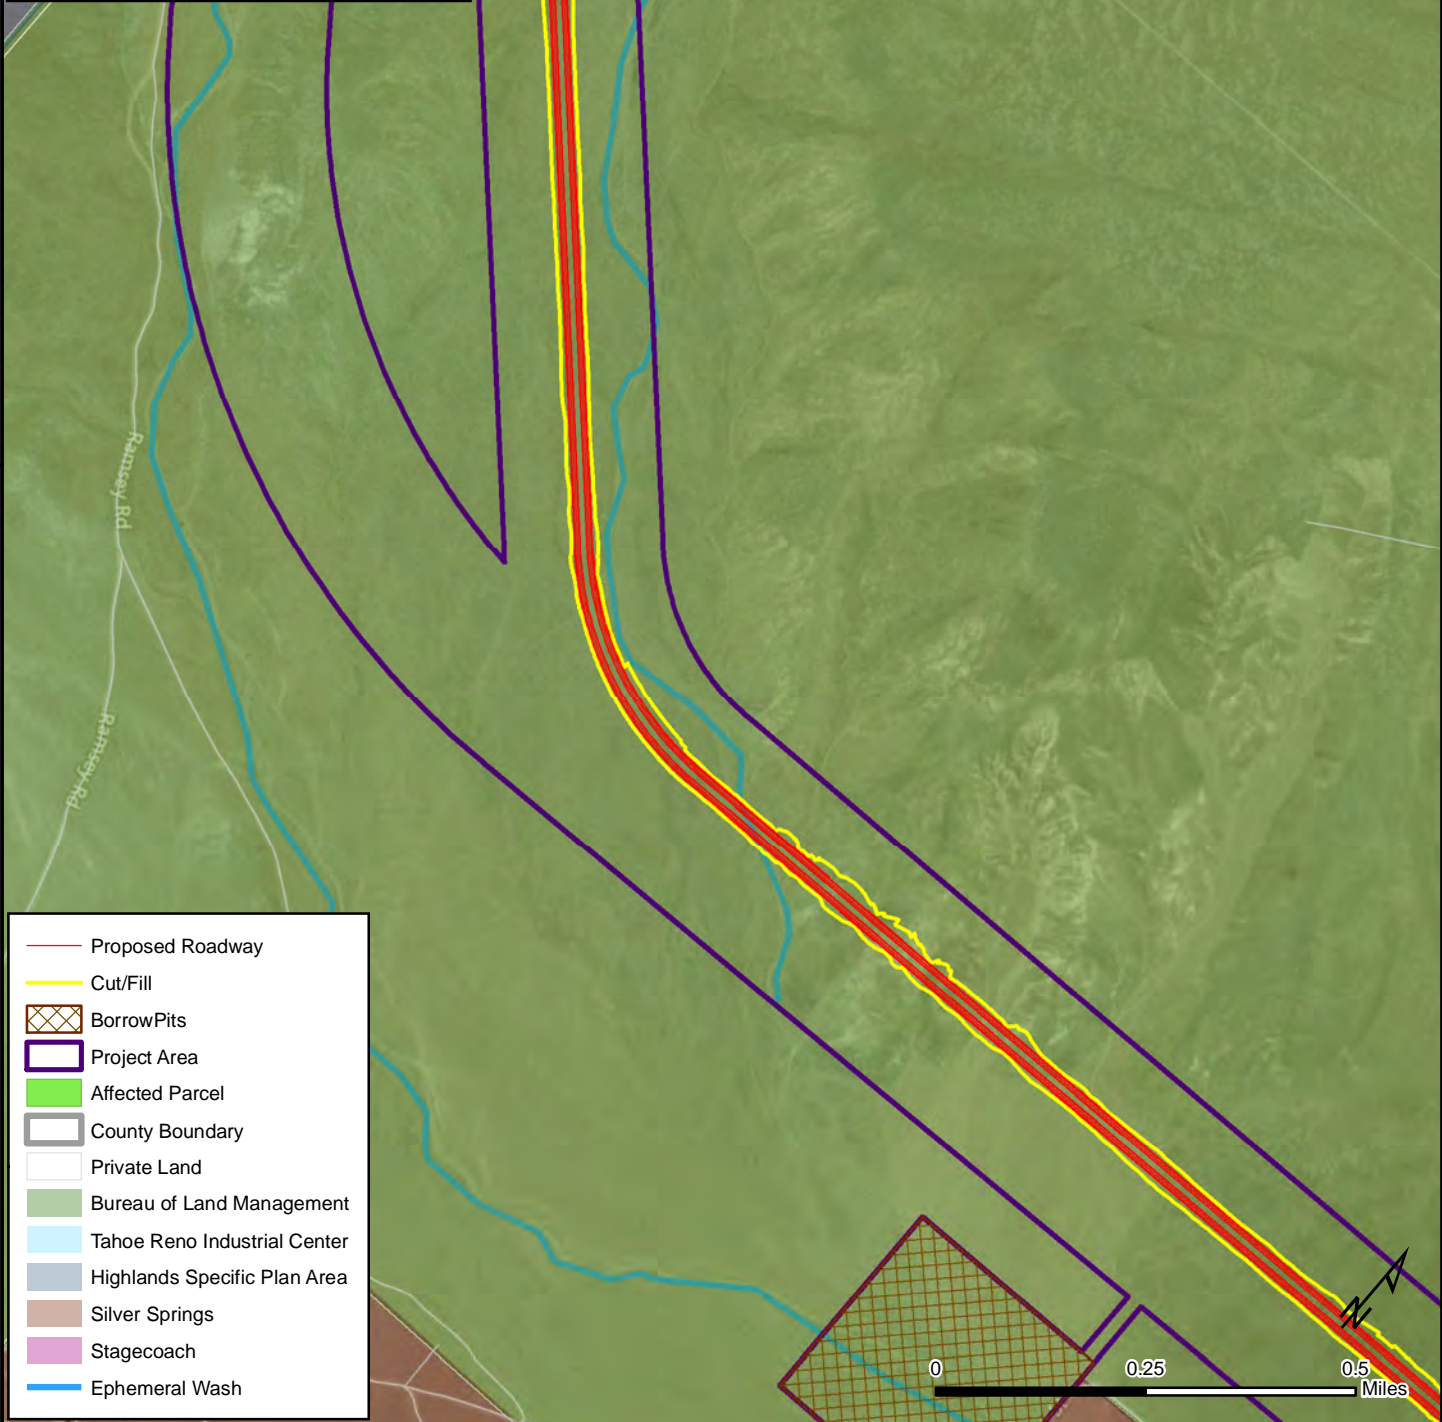 Ramsey Rd
Ramsey Rd
Proposed Roadway
Cut/Fill
BorrowPits
Project Area
Affected Parcel
County Boundary
Private Land
Bureau of Land Management
Tahoe Reno Industrial Center
Highlands Specific Plan Area
Silver Springs
Stagecoach
Ephemeral Wash
N
0 0.25 0.5
Miles